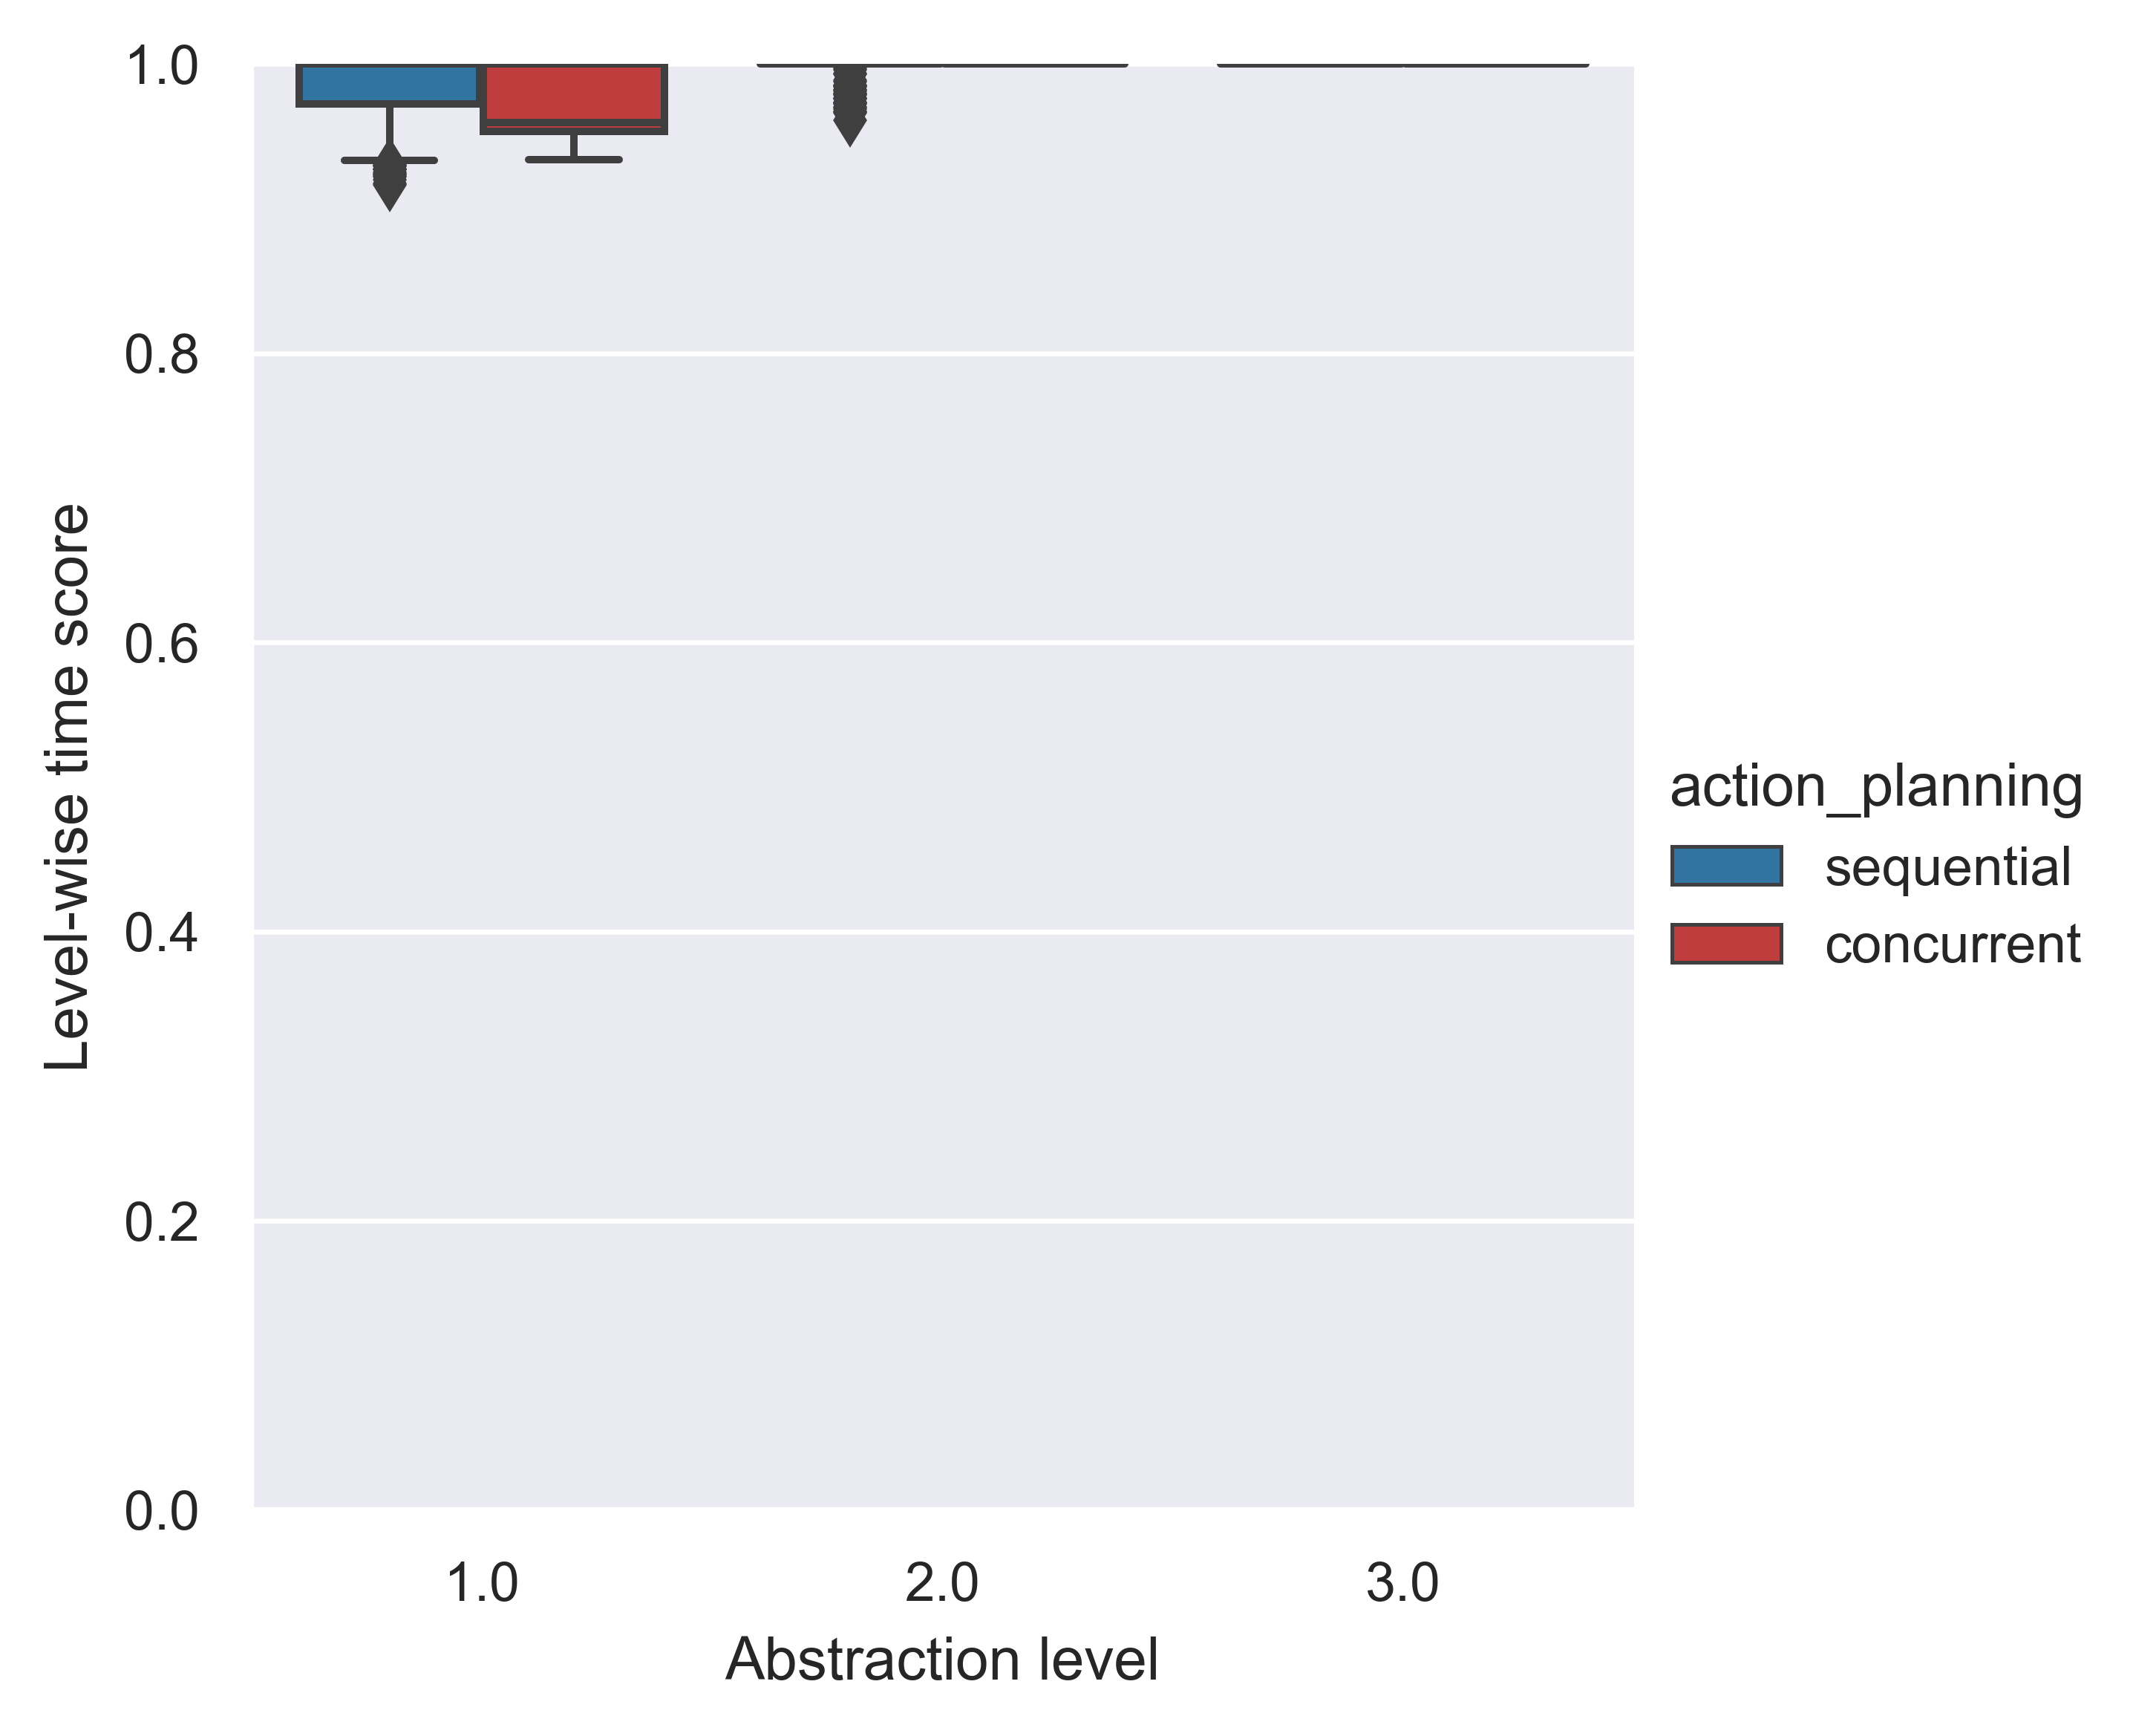 1.0
0.8
0.6
0.4
0.2
0.0
Level-wise time score
1.0 2.0 3.0
Abstraction level
action_planning
sequential
concurrent